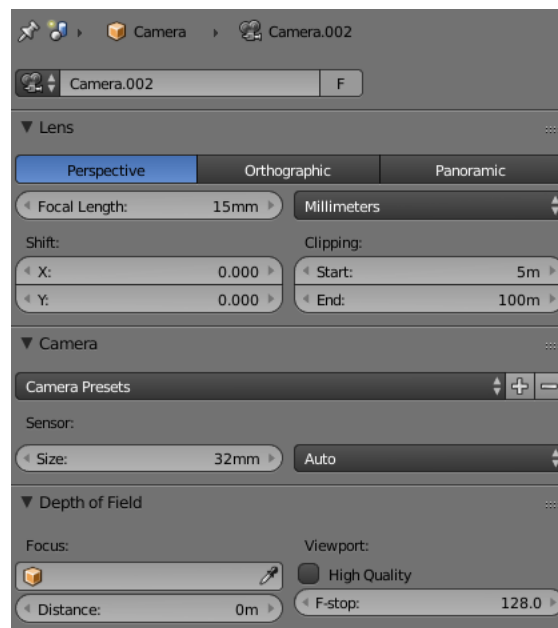 Camera Camera.002
Camera.002 F
Lens
Perspective Orthographic Panoramic
Focal Length: 15mm Millimeters
Shift: Clipping:
X: 0.000 Start: 5m
Y: 0.000 End: 100m
Camera
Camera Presets
Sensor:
Size: 32mm Auto
Depth of Field
Focus: Viewport:
High Quality
Distance: 0m F-stop: 128.0